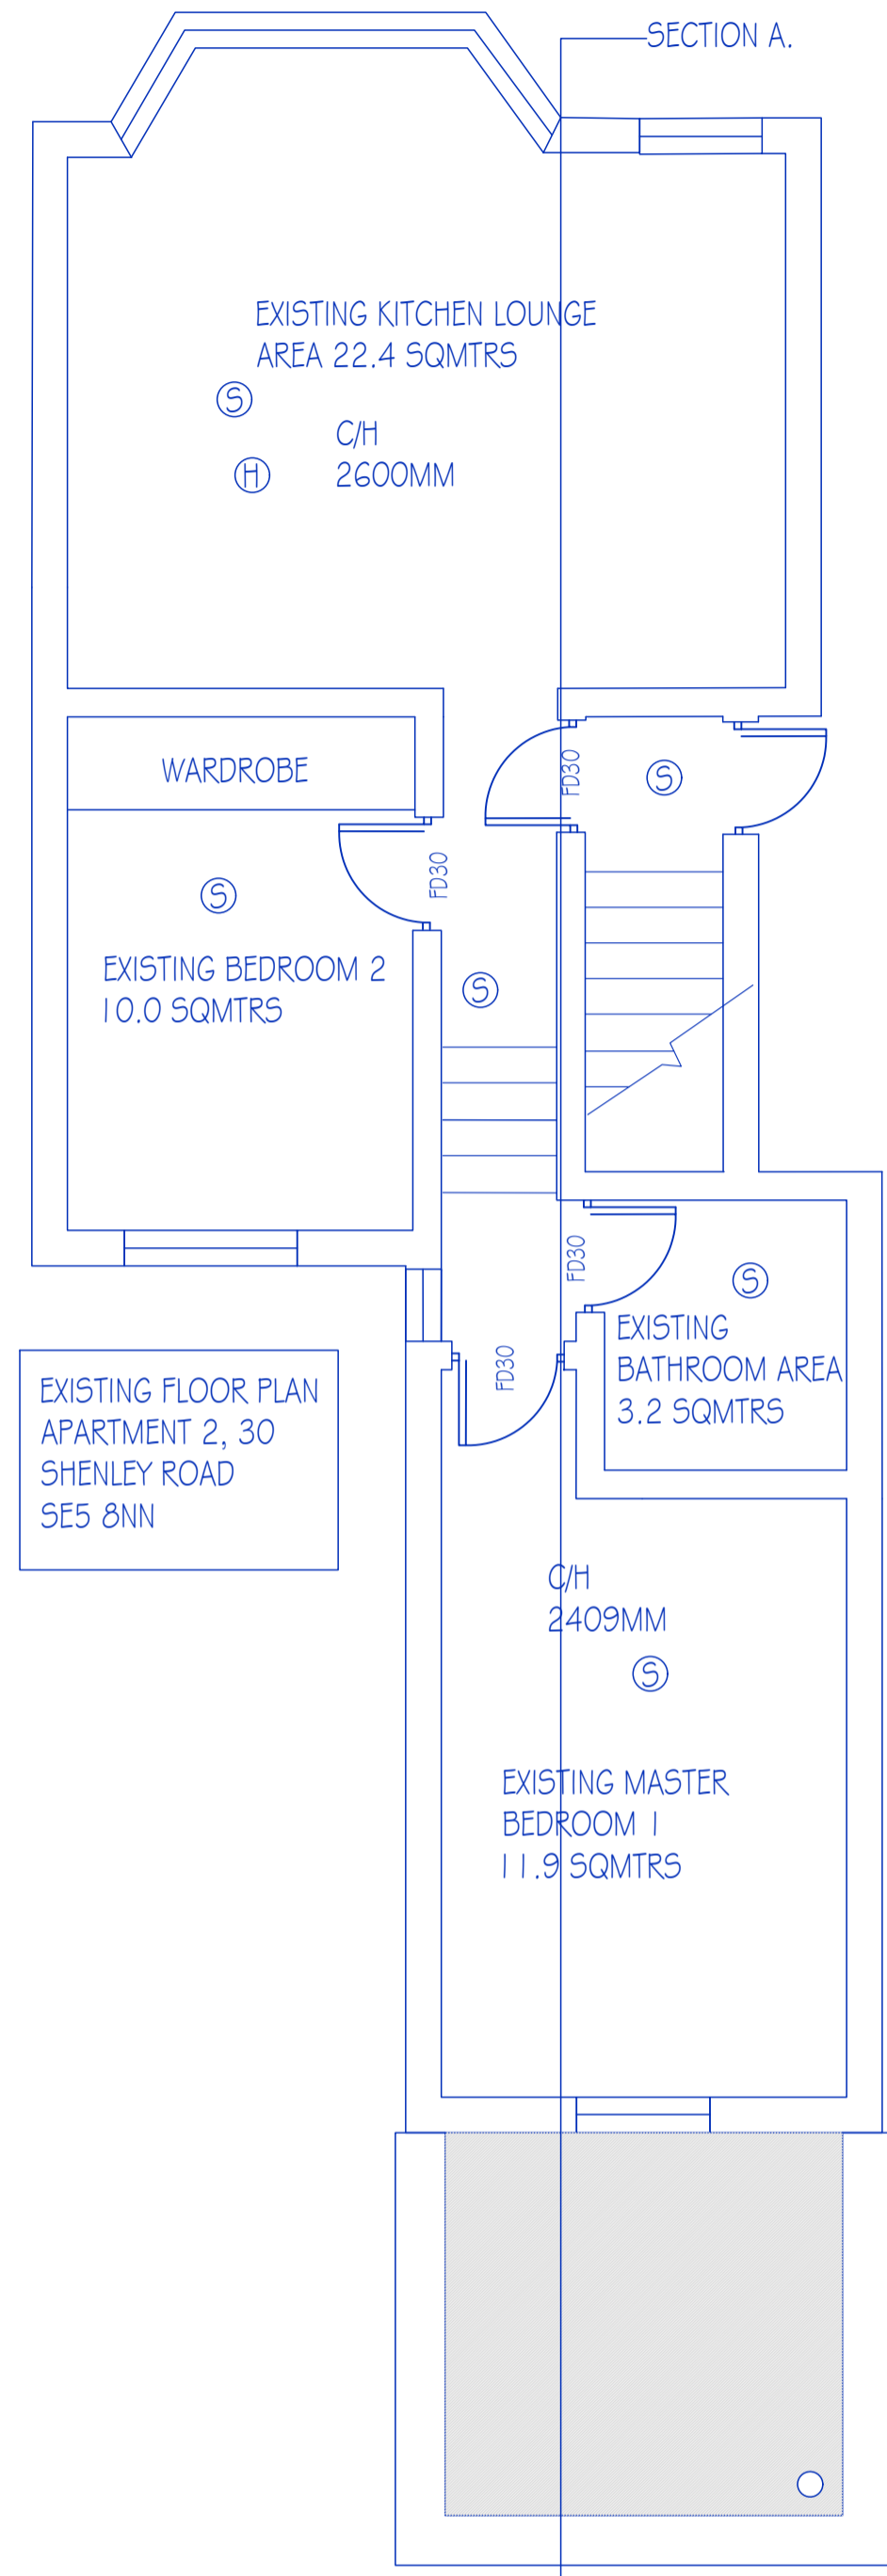 SECTION A.
EXISTING KITCHEN LOUNGE
AREA 22.4 SQMTRS
S
C/H
H
2600MM
WARDROBE
FD30
S
FD30
S
EXISTING BEDROOM 2
10.0 SQMTRS
S
FD30
S
EXISTING
BATHROOM AREA
3.2 SQMTRS
FD30
EXISTING FLOOR PLAN
APARTMENT 2, 30
SHENLEY ROAD
SE5 8NN
C/H
2409MM
S
EXISTING MASTER
BEDROOM 1
11.9 SQMTRS